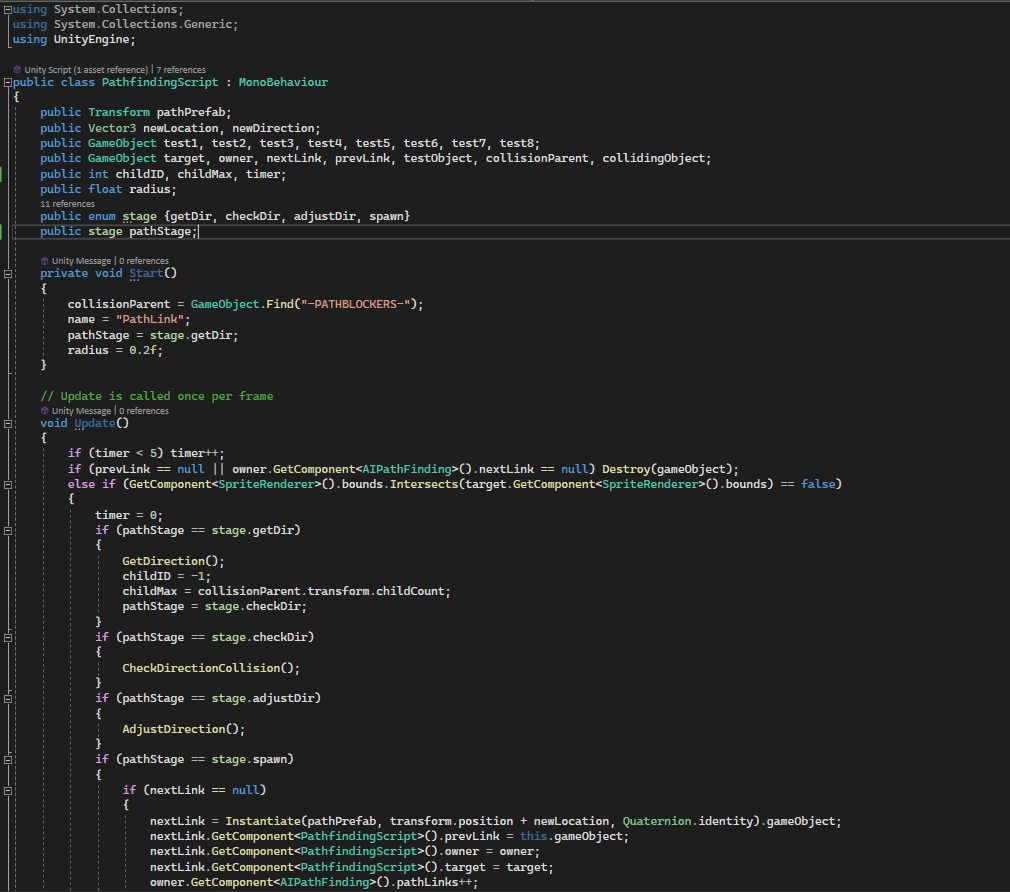 using System.Collections;
using System.Collections.Generic;
using UnityEngine;
Unity Script (1 asset reference) | 7 references
public class PathfindingScript : MonoBehaviour
{
public Transform pathPrefab;
public Vector3 newLocation, newDirection;
public GameObject test1, test2, test3, test4, test5, test6, test7, test8;
public GameObject target, owner, nextLink, prevLink, testObject, collisionParent, collidingObject;
public int childID, childMax, timer;
public float radius;
11 references
public enum stage {getDir, checkDir, adjustDir, spawn}
public stage pathStage;
Unity Message | 0 references
private void Start()
{
collisionParent = GameObject.Find("-PATHBLOCKERS-");
name = "PathLink";
pathStage = stage.getDir;
radius = 0.2f;
}
// Update is called once per frame
Unity Message | 0 references
void Update()
{
if (timer < 5) timer++;
if (prevLink == null || owner.GetComponent<AIPathFinding>().nextLink == null) Destroy(gameObject);
else if (GetComponent<SpriteRenderer>().bounds.Intersects(target.GetComponent<SpriteRenderer>().bounds) == false)
{
timer = 0;
if (pathStage == stage.getDir)
{
GetDirection();
childID = -1;
childMax = collisionParent.transform.childCount;
pathStage = stage.checkDir;
}
if (pathStage == stage.checkDir)
{
CheckDirectionCollision();
}
if (pathStage == stage.adjustDir)
{
AdjustDirection();
}
if (pathStage == stage.spawn)
{
if (nextLink == null)
{
nextLink = Instantiate(pathPrefab, transform.position + newLocation, Quaternion.identity).gameObject;
nextLink.GetComponent<PathfindingScript>().prevLink = this.gameObject;
nextLink.GetComponent<PathfindingScript>().owner = owner;
nextLink.GetComponent<PathfindingScript>().target = target;
owner.GetComponent<AIPathFinding>().pathLinks++;